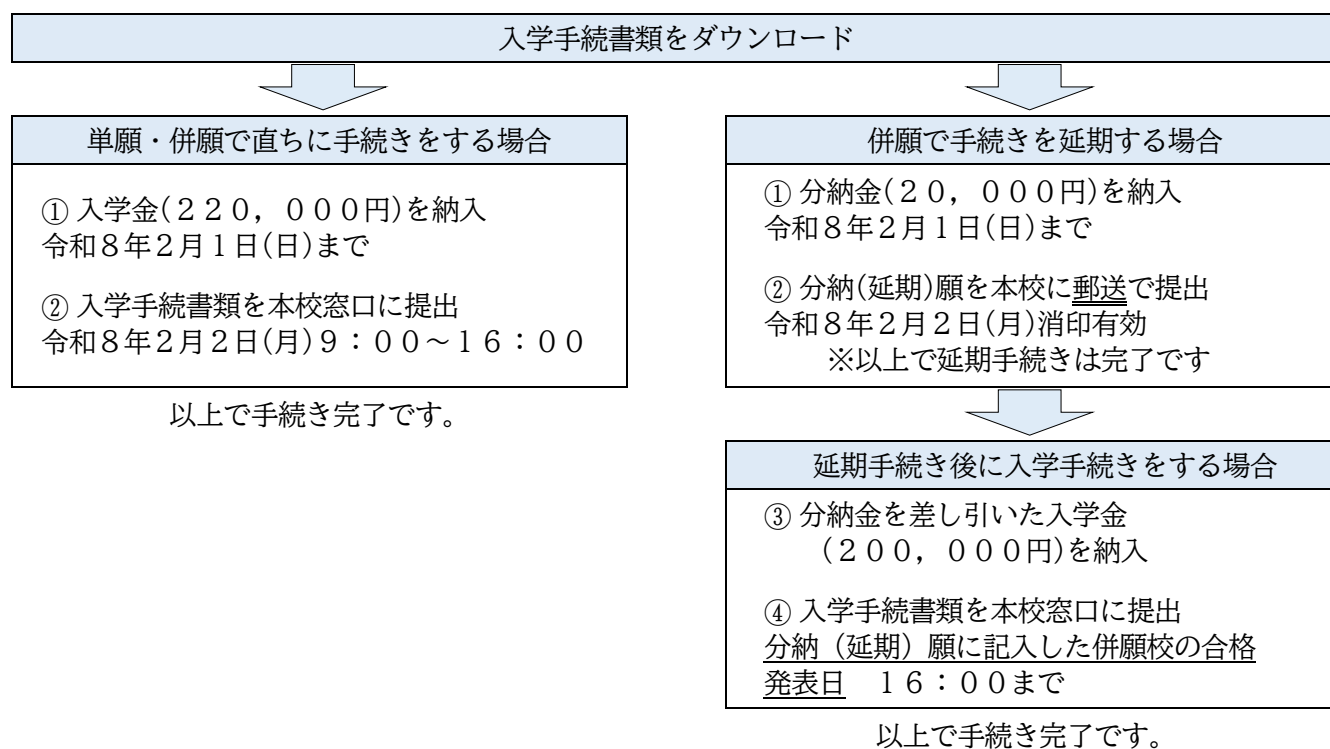 入学手続書類をダウンロード
単願・併願で直ちに手続きをする場合
① 入学金(２２０，０００円)を納入
令和８年２月１日(日)まで
② 入学手続書類を本校窓口に提出
令和８年２月２日(月)９：００～１６：００
以上で手続き完了です。
併願で手続きを延期する場合
① 分納金(２０，０００円)を納入
令和８年２月１日(日)まで
② 分納(延期)願を本校に郵送で提出
令和８年２月２日(月)消印有効
※以上で延期手続きは完了です
延期手続き後に入学手続きをする場合
③ 分納金を差し引いた入学金
(２００，０００円)を納入
④ 入学手続書類を本校窓口に提出
分納（延期）願に記入した併願校の合格
発表日　１６：００まで
以上で手続き完了です。